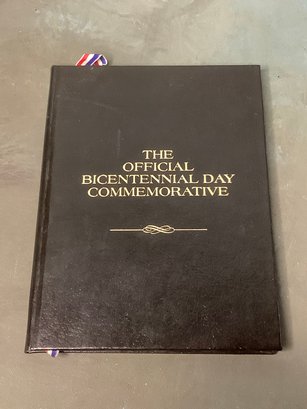 THE
OFFICIAL
BICENTENNIAL DAY
COMMEMORATIVE